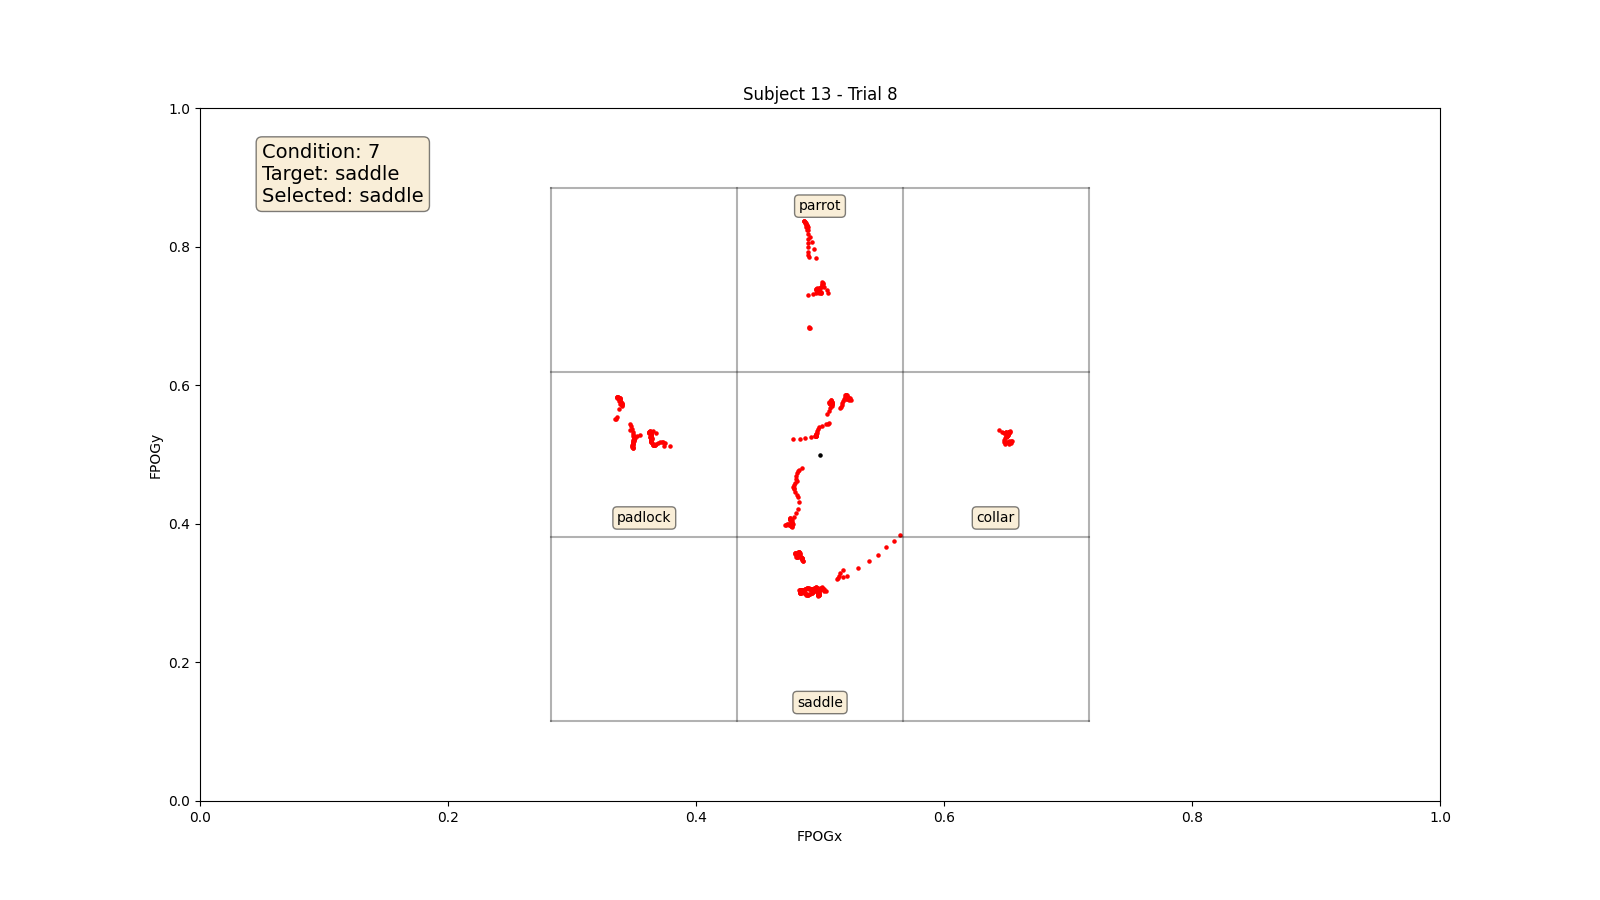 Subject 13 - Trial 8
1.0
Condition: 7
Target: saddle
Selected: saddle
parrot
0.8
0.6
FPOGy
padlock
collar
0.4
0.2
saddle
0.0
0.0 0.2 0.4 0.6 0.8 1.0
FPOGx